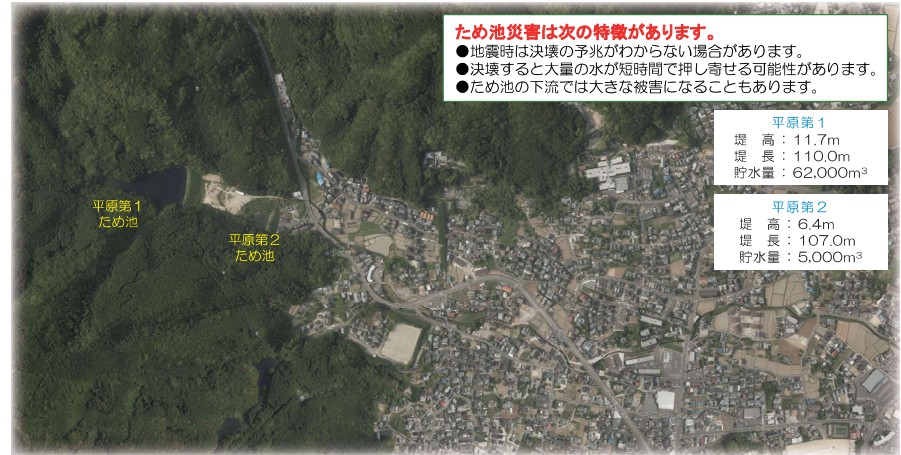 ため池災害は次の特徴があります。
●地震時は決壊の予兆がわからない場合があります。
●決壊すると大量の水が短時間で押し寄せる可能性があります。
●ため池の下流では大きな被害になることもあります。
平原第１
堤　高：11.7m
堤　長：110.0m
貯水量：62,000m³
平原第２
堤　高：6.4m
堤　長：107.0m
貯水量：5,000m³
平原第１
ため池
平原第２
ため池